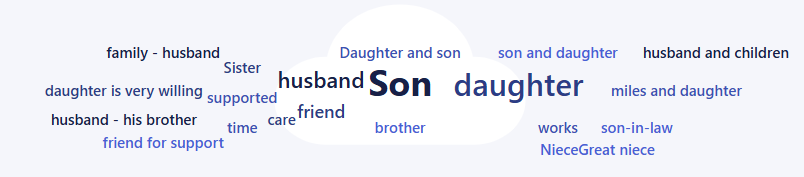 family - husband
Daughter and son
son and daughter
husband and children
Sister
husband
Son
daughter
daughter is very willing
supported
miles and daughter
husband - his brother
time
care
friend
brother
works
son-in-law
friend for support
NieceGreat niece